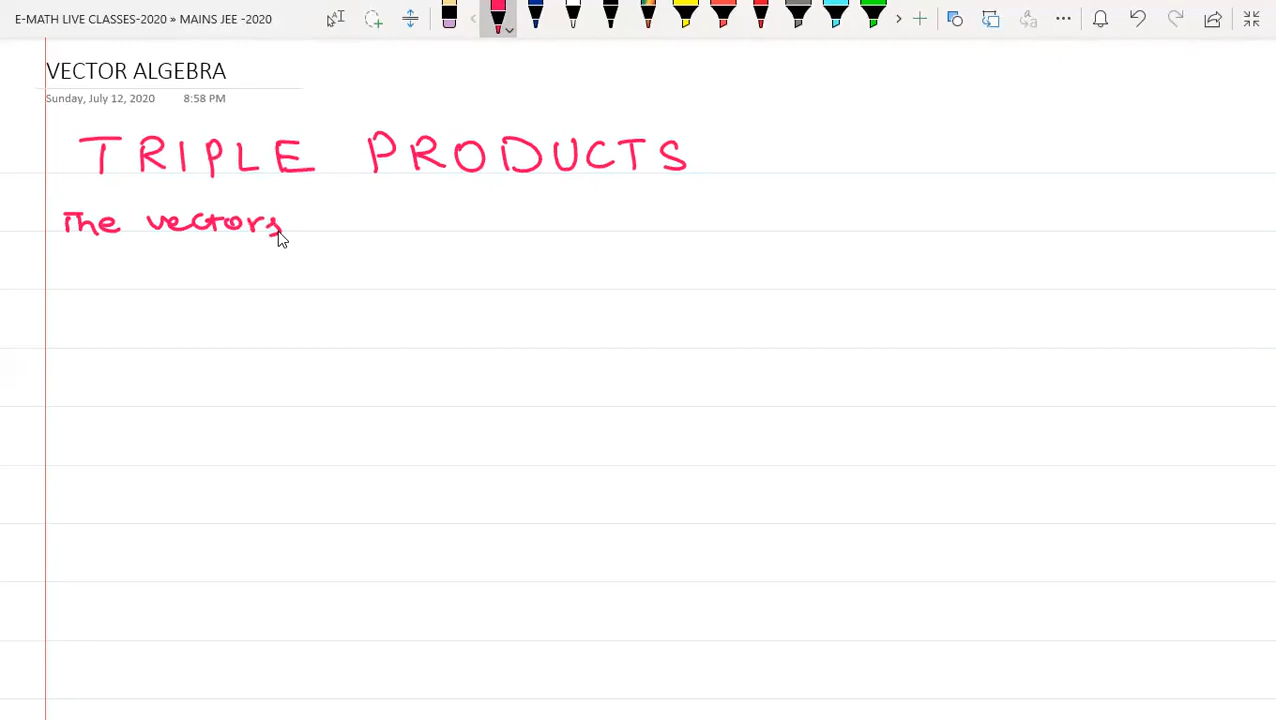 E-MATH LIVE CLASSES-2020 » MAINS JEE -2020
VECTOR ALGEBRA
Sunday, July 12, 2020 8:58 PM
TRIPLE PRODUCTS
The vectors